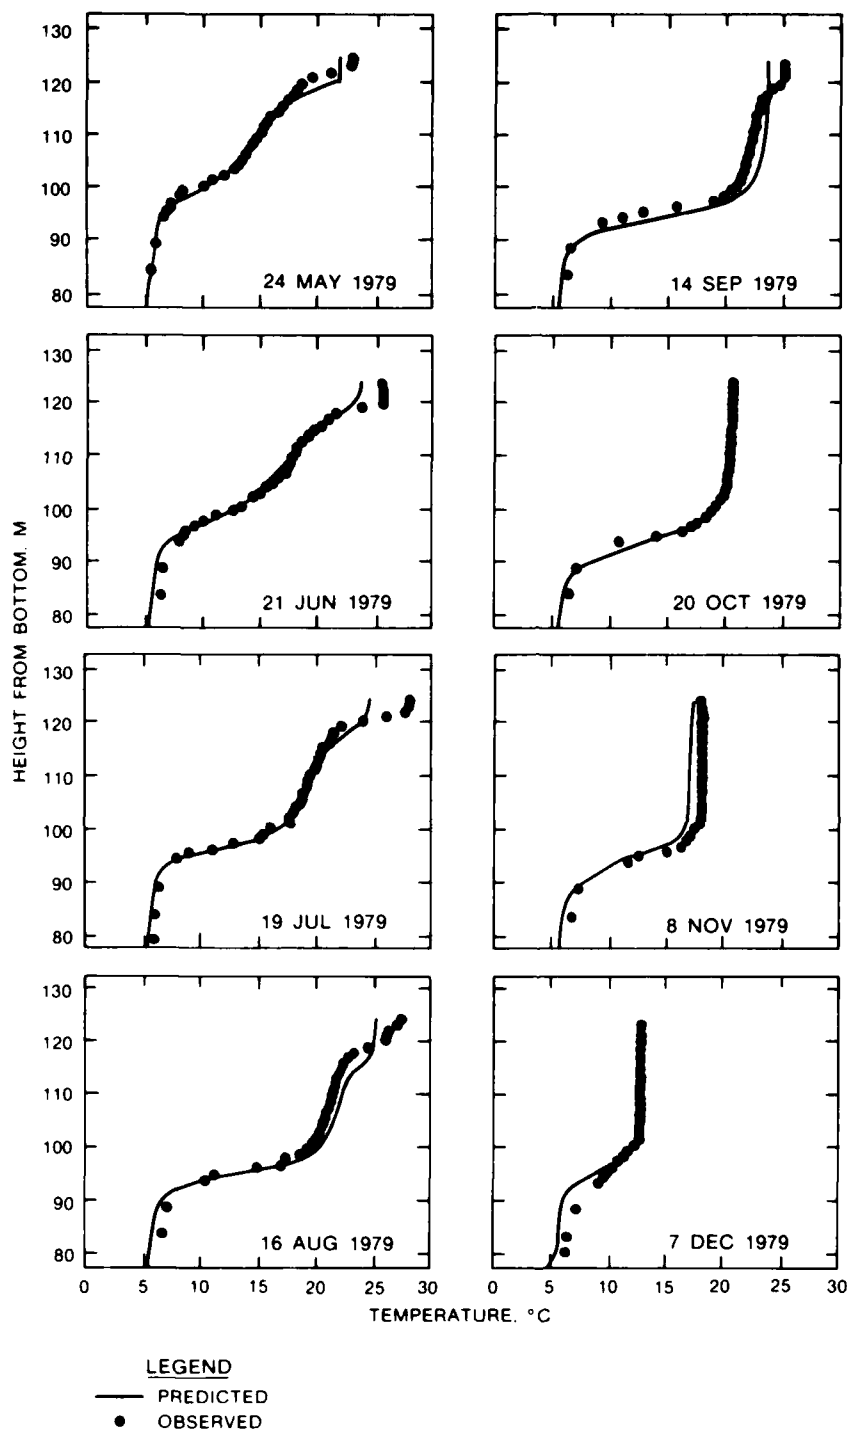 130
120
110
100
90
80
24 MAY 1979
14 SEP 1979
130
120
110
100
90
80
21 JUN 1979
20 OCT 1979
HEIGHT FROM BOTTOM, M
130
120
110
100
90
80
19 JUL 1979
8 NOV 1979
130
120
110
100
90
80
16 AUG 1979
7 DEC 1979
0 5 10 15 20 25 30
0 5 10 15 20 25 30
TEMPERATURE, °C
LEGEND
PREDICTED
OBSERVED